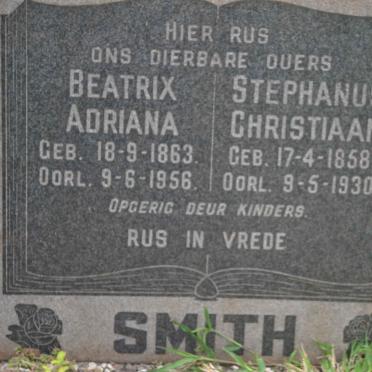 HIER RUS
ONS DIERBARE OUERS
BEATRIX
ADRIANA
GEB. 18-9-1863.
OORL. 9-6-1956.
STEPHANU
CHRISTIAAN
GEB. 17-4-1858
OORL. 9-5-1930
OPGERIG DEUR KINDERS.
RUS IN VREDE
SMITH